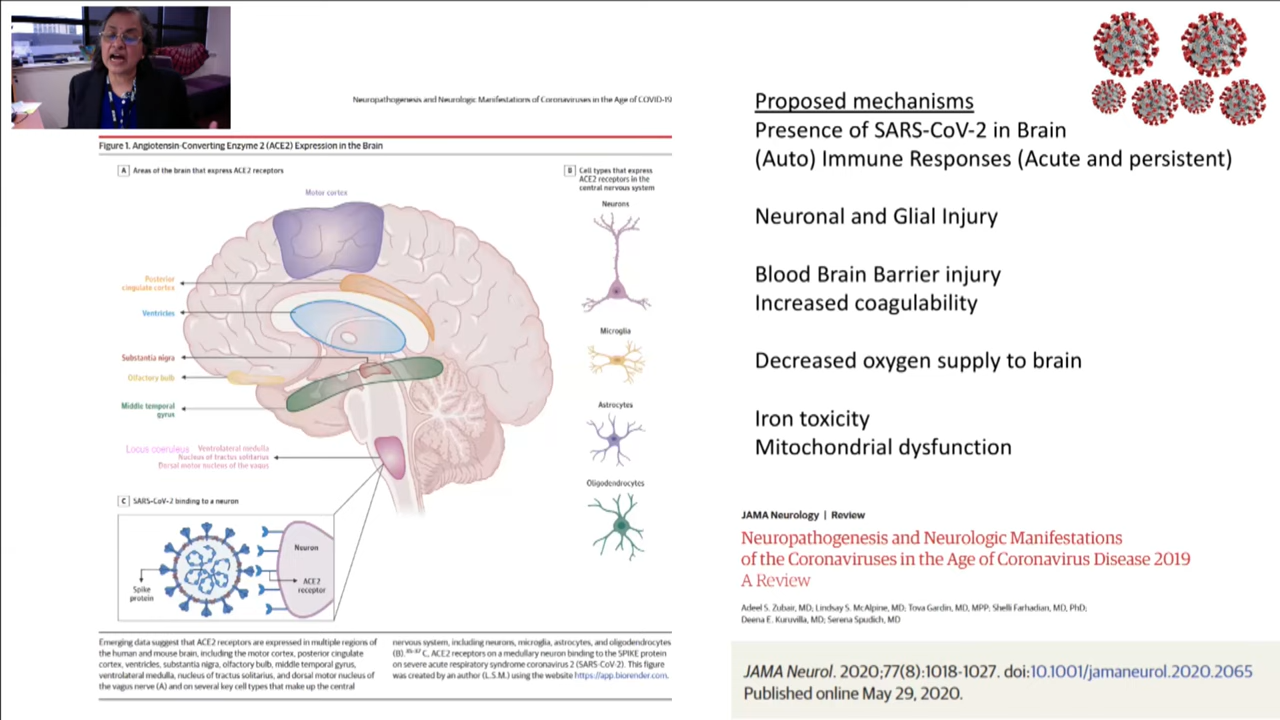 Neuropathogenesis and Neurologic Manifestations of Coronaviruses in the Age of COVID-19
Figure 1. Angiotensin-Converting Enzyme 2 (ACE2) Expression in the Brain
A Areas of the brain that express ACE2 receptors
Motor cortex
Posterior
cingulate cortex
Ventricles
Substantia nigra
Olfactory bulb
Middle temporal
gyrus
Locus coeruleus
Ventrolateral medulla
Nucleus of tractus solitarius
Dorsal motor nucleus of the vagus
B Cell types that express
ACE2 receptors in the
central nervous system
Neurons
Microglia
Astrocytes
Oligodendrocytes
C SARS-CoV-2 binding to a neuron
Spike
protein
Neuron
ACE2
receptor
Emerging data suggest that ACE2 receptors are expressed in multiple regions of
the human and mouse brain, including the motor cortex, posterior cingulate
cortex, ventricles, substantia nigra, olfactory bulb, middle temporal gyrus,
ventrolateral medulla, nucleus of tractus solitarius, and dorsal motor nucleus of
the vagus nerve (A) and on several key cell types that make up the central
nervous system, including neurons, microglia, astrocytes, and oligodendrocytes
(B). C, ACE2 receptors on a medullary neuron binding to the SPIKE protein
on severe acute respiratory syndrome coronavirus 2 (SARS-CoV-2). This figure
was created by an author (L.S.M.) using the website https://app.biorender.com.
Proposed mechanisms
Presence of SARS-CoV-2 in Brain
(Auto) Immune Responses (Acute and persistent)
Neuronal and Glial Injury
Blood Brain Barrier injury
Increased coagulability
Decreased oxygen supply to brain
Iron toxicity
Mitochondrial dysfunction
JAMA Neurology | Review
Neuropathogenesis and Neurologic Manifestations
of the Coronaviruses in the Age of Coronavirus Disease 2019
A Review
Adeel S. Zubair, MD; Lindsay S. McAlpine, MD; Tova Gardin, MD, MPP; Shelli Farhadian, MD, PhD;
Deena E. Kuruvilla, MD; Serena Spudich, MD
JAMA Neurol. 2020;77(8):1018-1027. doi:10.1001/jamaneurol.2020.2065
Published online May 29, 2020.